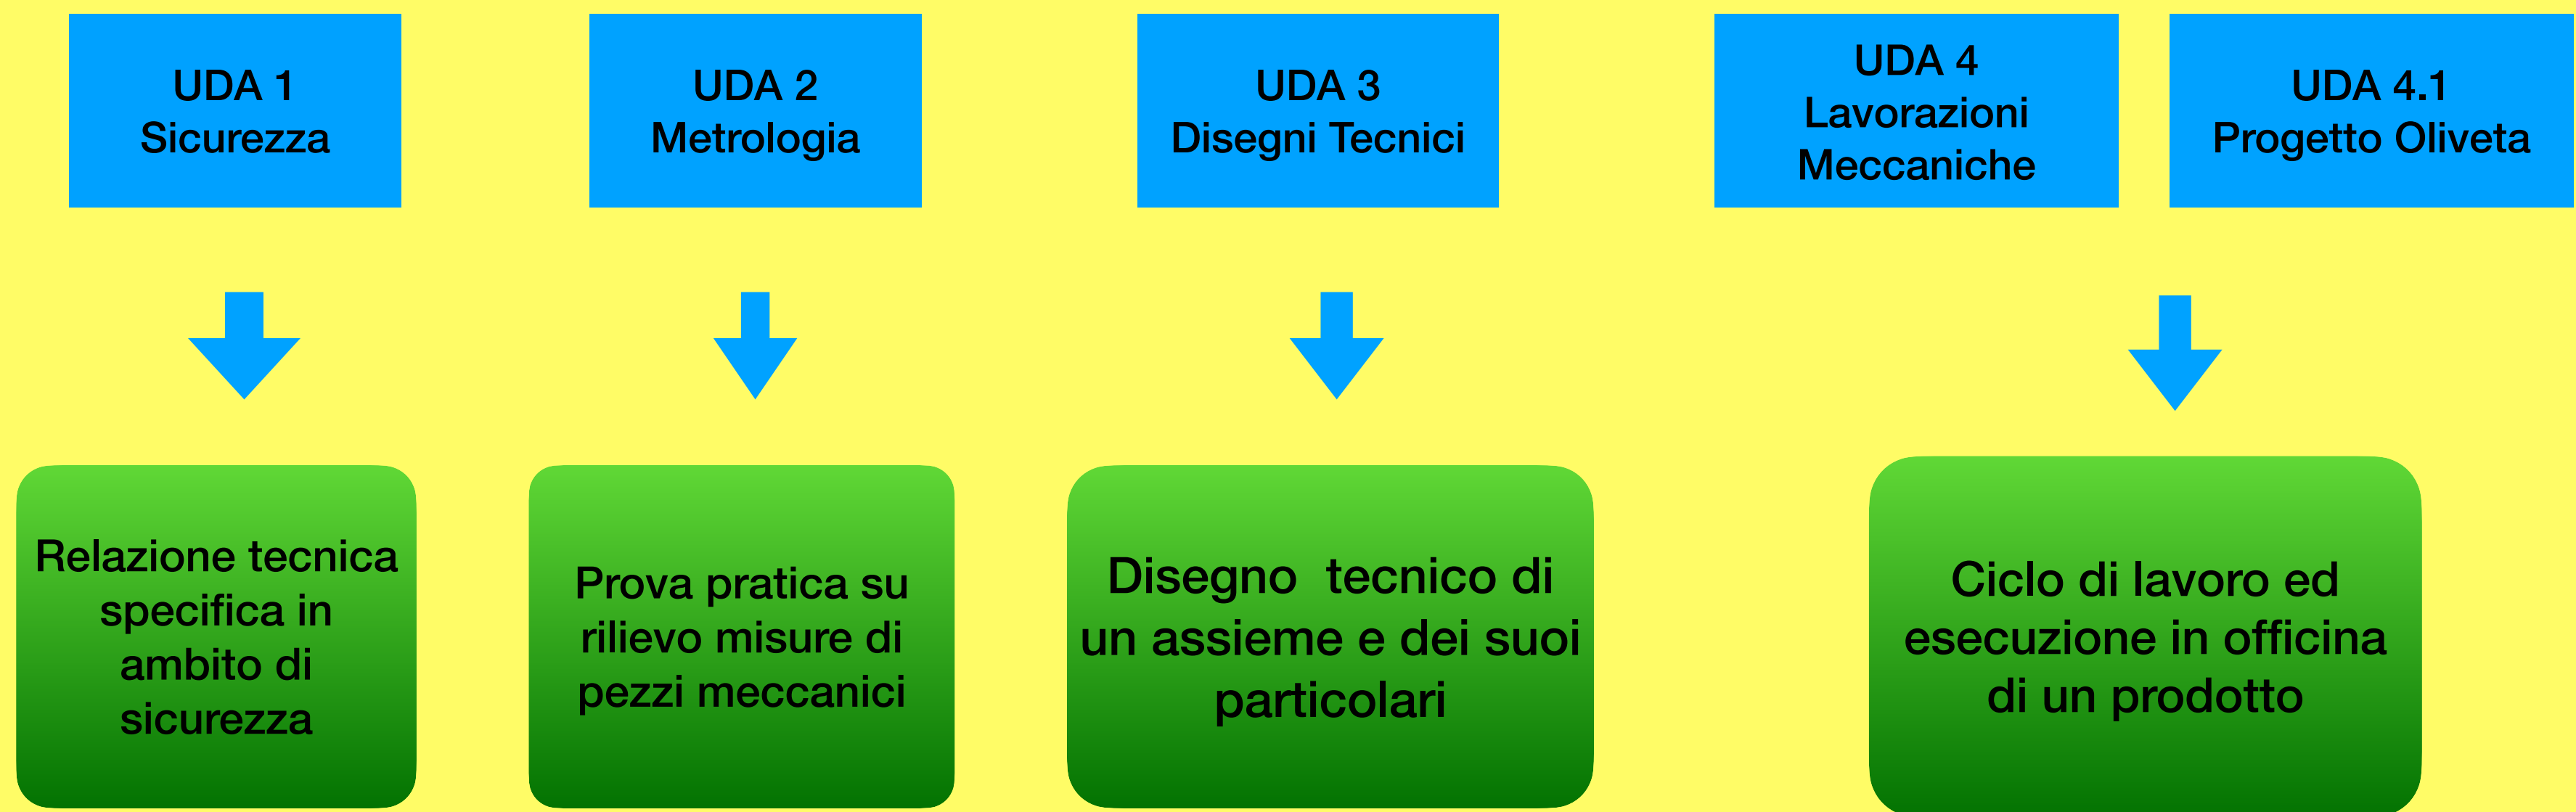 UDA 1
Sicurezza
UDA 2
Metrologia
UDA 3
Disegni Tecnici
UDA 4
Lavorazioni
Meccaniche
UDA 4.1
Progetto Oliveta
Relazione tecnica
specifica in
ambito di
sicurezza
Prova pratica su
rilievo misure di
pezzi meccanici
Disegno  tecnico di
un assieme e dei suoi
particolari
Ciclo di lavoro ed
esecuzione in officina
di un prodotto